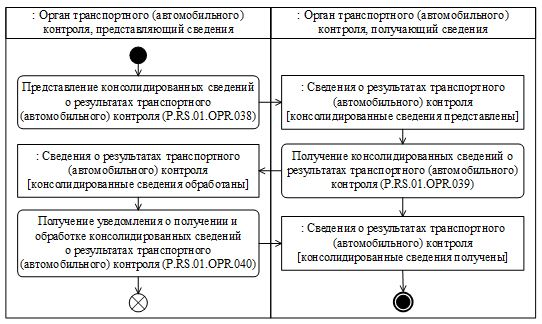 : Орган транспортного (автомобильного)
контроля, представляющий сведения
: Орган транспортного (автомобильного)
контроля, получающий сведения
Представление консолидированных сведений
о результатах транспортного
(автомобильного) контроля (P.RS.01.OPR.038)
: Сведения о результатах транспортного
(автомобильного) контроля
[консолидированные сведения представлены]
: Сведения о результатах транспортного
(автомобильного) контроля
[консолидированные сведения обработаны]
Получение консолидированных сведений о
результатах транспортного (автомобильного)
контроля (P.RS.01.OPR.039)
Получение уведомления о получении и
обработке консолидированных сведений
о результатах транспортного
(автомобильного) контроля (P.RS.01.OPR.040)
: Сведения о результатах транспортного
(автомобильного) контроля
[консолидированные сведения получены]